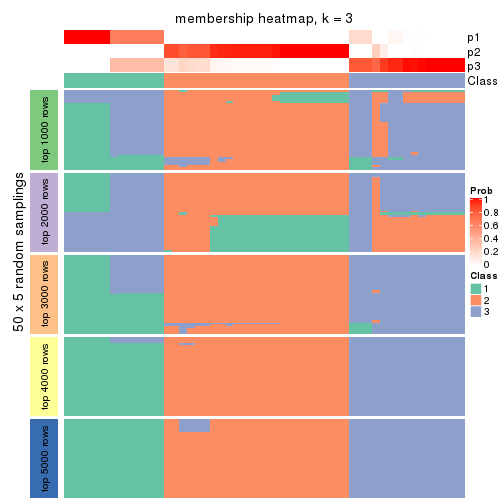 membership heatmap, k = 3
p1
p2
p3
Class
50 x 5 random samplings
top 1000 rows
top 2000 rows
top 3000 rows
top 4000 rows
top 5000 rows
Prob
1
0.8
0.6
0.4
0.2
0
Class
1
2
3